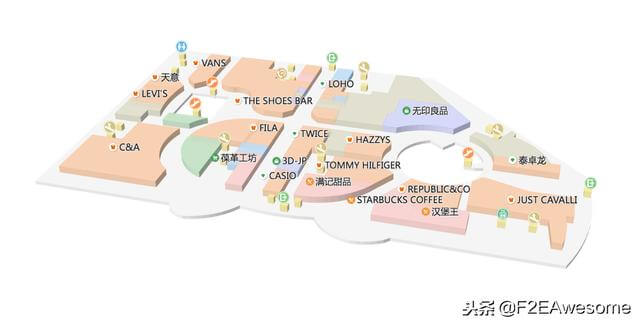 VANS
天意
LEVI'S
LOHO
THE SHOES BAR
无印良品
FILA
TWICE
HAZZYS
C&A
葆革工坊
3D-JP
TOMMY HILFIGER
泰卓龙
CASIO
满记甜品
REPUBLIC&CO
STARBUCKS COFFEE
JUST CAVALLI
汉堡王
头条 @F2EAwesome